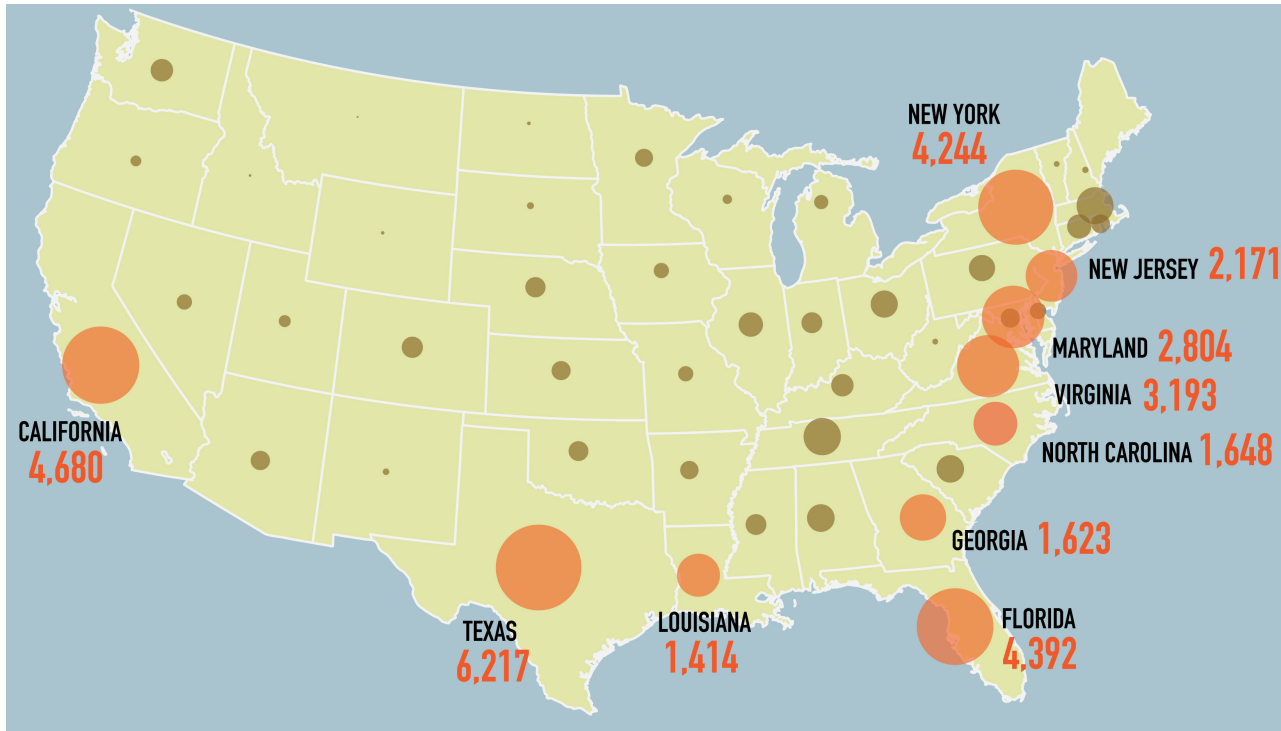 NEW YORK
4,244
NEW JERSEY 2,171
MARYLAND 2,804
VIRGINIA 3,193
CALIFORNIA
4,680
NORTH CAROLINA 1,648
GEORGIA 1,623
TEXAS
6,217
LOUISIANA
1,414
FLORIDA
4,392